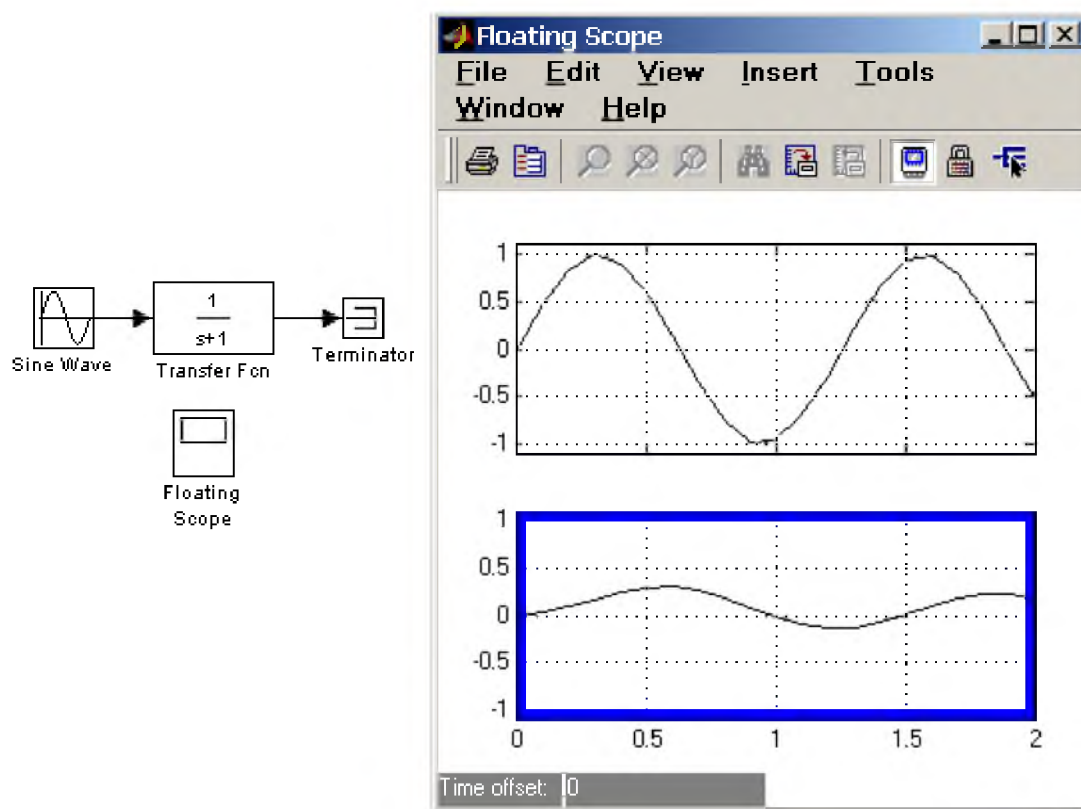 Floating Scope
File Edit View Insert Tools
Window Help
1
s+1
Sine Wave
Transfer Fcn
Terminator
Floating
Scope
1
0.5
0
-0.5
-1
1
0.5
0
-0.5
-1
0 0.5 1 1.5 2
Time offset: 0